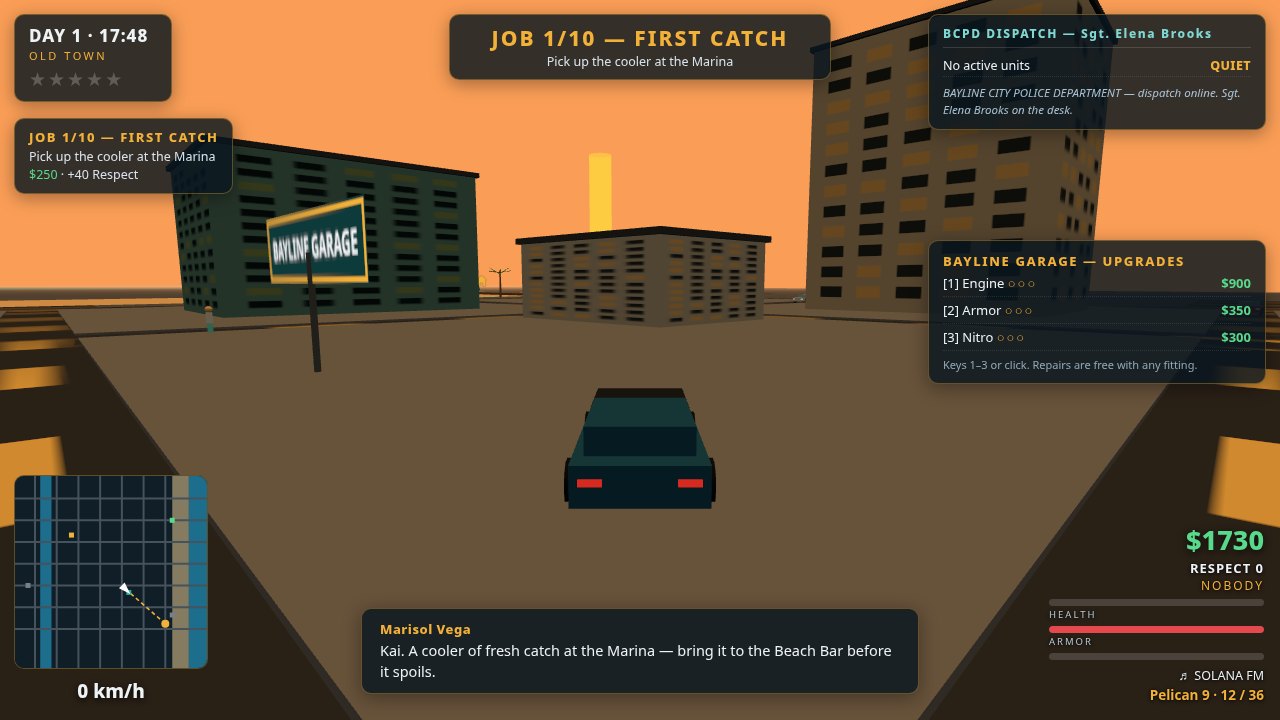 DAY 1 · 17:48
OLD TOWN
★★★★★
JOB 1/10 — FIRST CATCH
Pick up the cooler at the Marina
BCPD DISPATCH — Sgt. Elena Brooks
No active units QUIET
BAYLINE CITY POLICE DEPARTMENT — dispatch online. Sgt.
Elena Brooks on the desk.
JOB 1/10 — FIRST CATCH
Pick up the cooler at the Marina
$250 · +40 Respect
BAYLINE GARAGE
BAYLINE GARAGE — UPGRADES
[1] Engine ○○○ $900
[2] Armor ○○○ $350
[3] Nitro ○○○ $300
Keys 1–3 or click. Repairs are free with any fitting.
$1730
RESPECT 0
NOBODY
HEALTH
ARMOR
♬ SOLANA FM
Pelican 9 · 12 / 36
Marisol Vega
Kai. A cooler of fresh catch at the Marina — bring it to the Beach Bar before
it spoils.
0 km/h